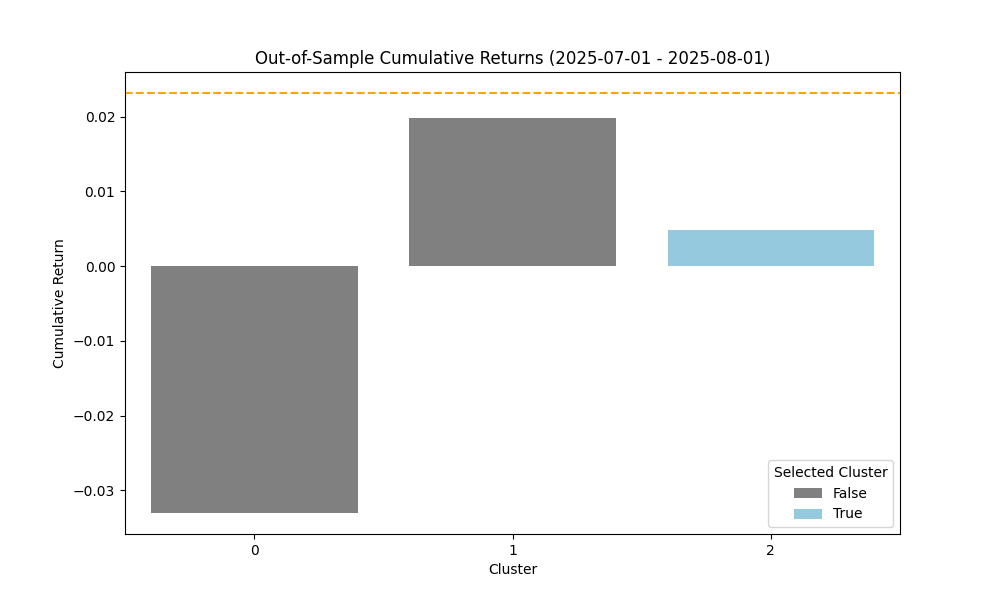 Out-of-Sample Cumulative Returns (2025-07-01 - 2025-08-01)
Cumulative Return
0.02
0.01
0.00
−0.01
−0.02
−0.03
0
1
2
Cluster
Selected Cluster
False
True